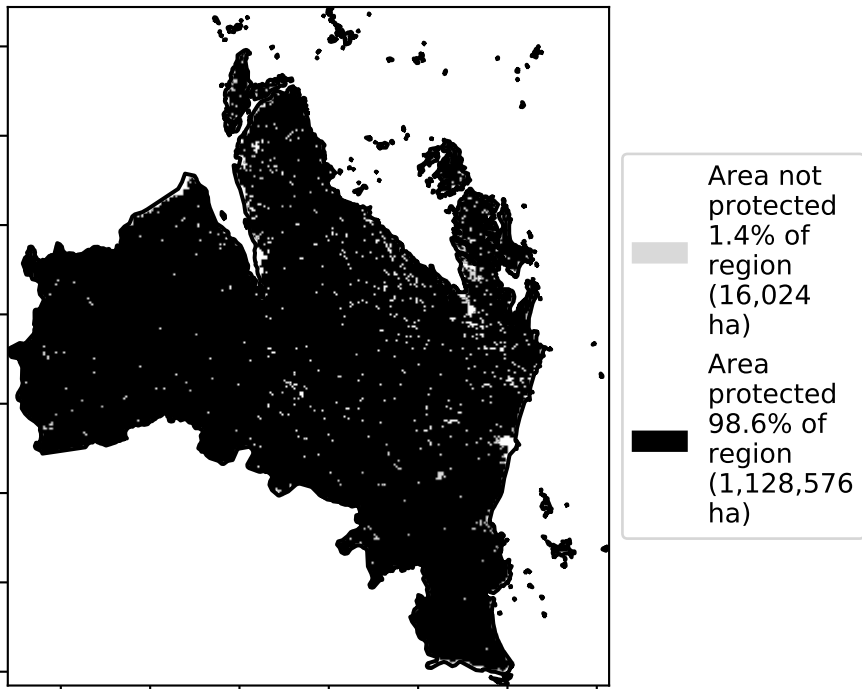 Area not
protected
1.4% of
region
(16,024
ha)
Area
protected
98.6% of
region
(1,128,576
ha)